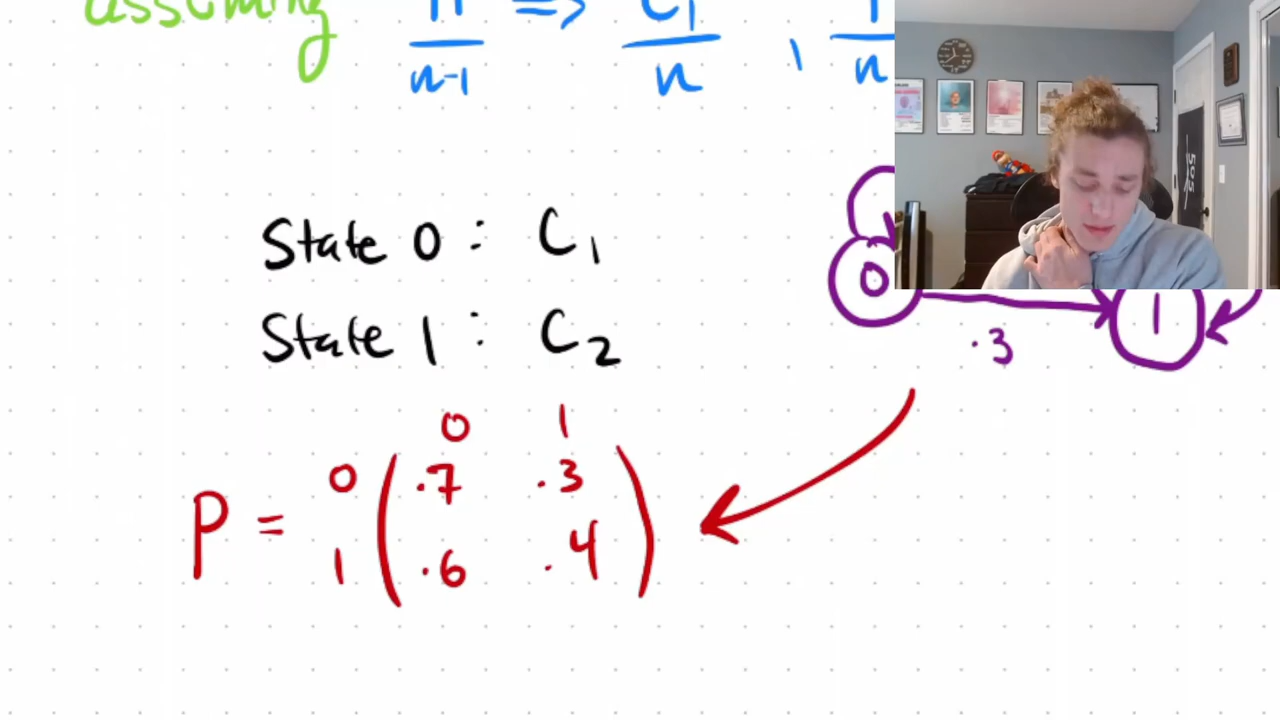 assuming => C1
n-1 n , n
State 0 : C1
.3 1
State 1 : C2
0 1
0 .7 .3
P =
1 .6 .4
505